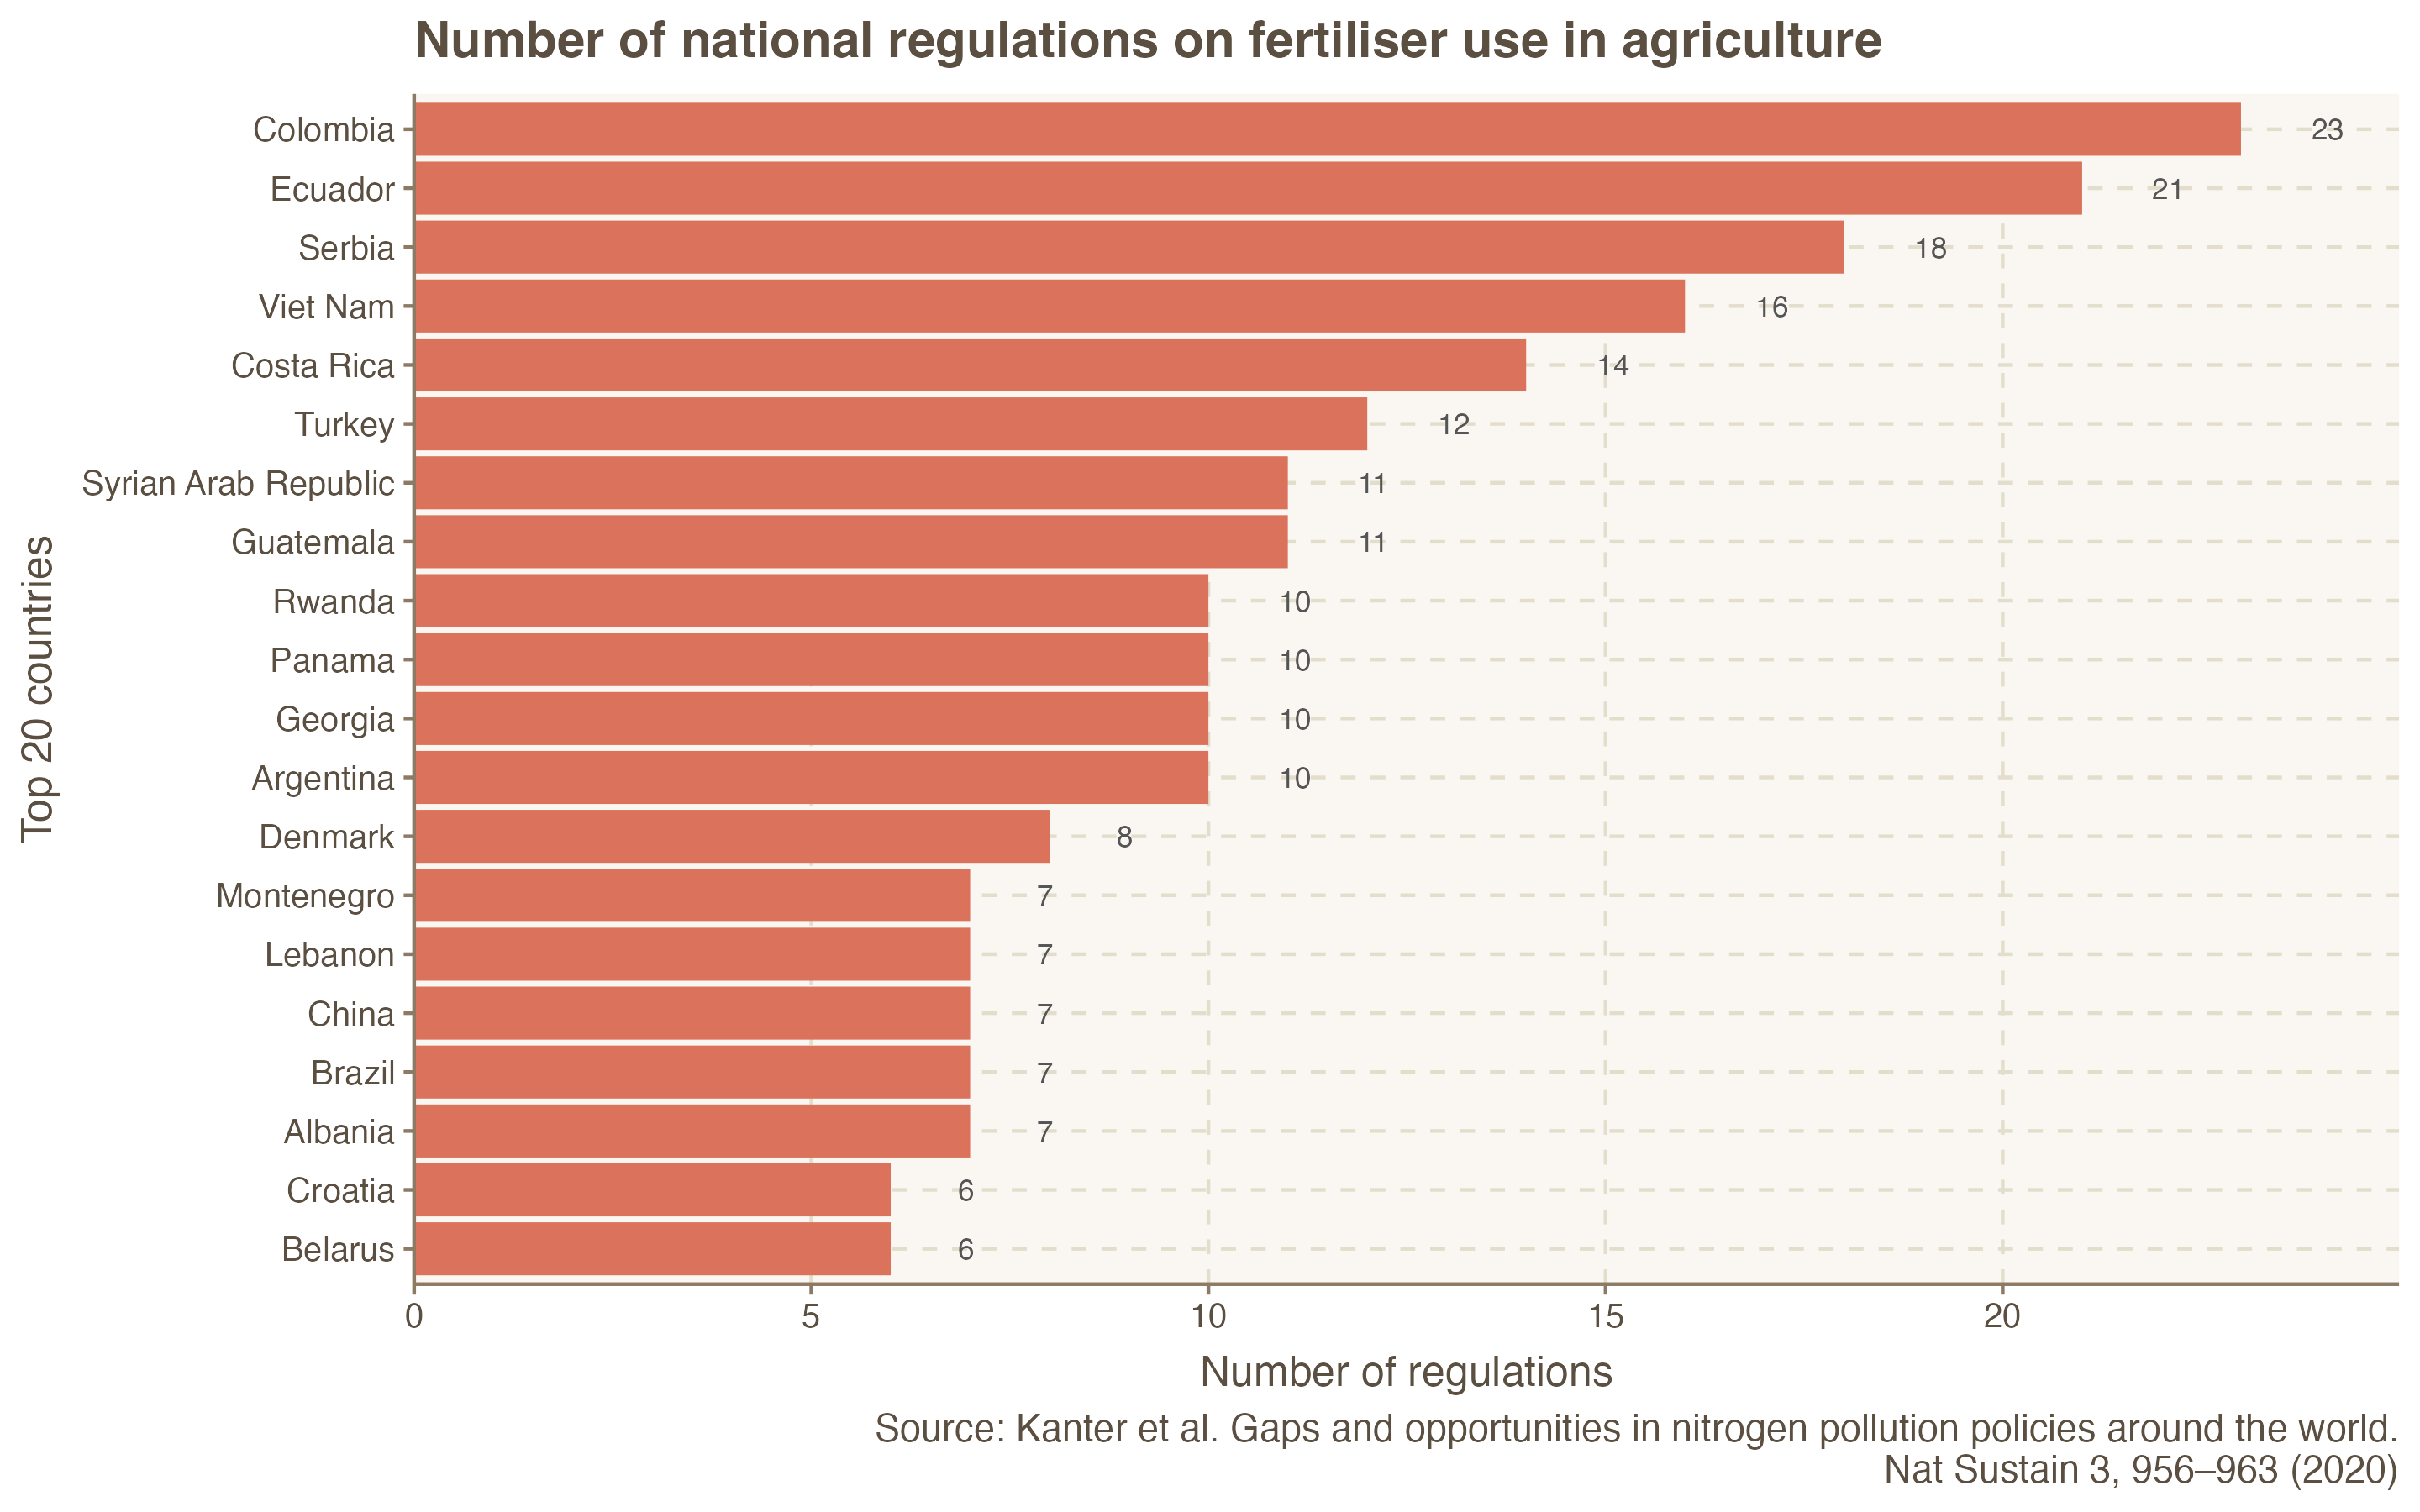 Number of national regulations on fertiliser use in agriculture
Top 20 countries
Colombia 23
Ecuador 21
Serbia 18
Viet Nam 16
Costa Rica 14
Turkey 12
Syrian Arab Republic 11
Guatemala 11
Rwanda 10
Panama 10
Georgia 10
Argentina 10
Denmark 8
Montenegro 7
Lebanon 7
China 7
Brazil 7
Albania 7
Croatia 6
Belarus 6
0 5 10 15 20
Number of regulations
Source: Kanter et al. Gaps and opportunities in nitrogen pollution policies around the world.
Nat Sustain 3, 956–963 (2020)